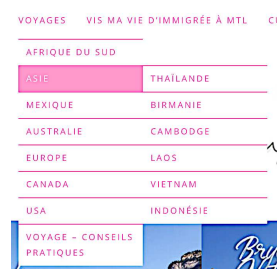 VOYAGES VIS MA VIE D'IMMIGRÉE À MTL
AFRIQUE DU SUD
ASIE THAÏLANDE
MEXIQUE BIRMANIE
AUSTRALIE CAMBODGE
EUROPE LAOS
CANADA VIETNAM
USA INDONÉSIE
VOYAGE – CONSEILS
PRATIQUES